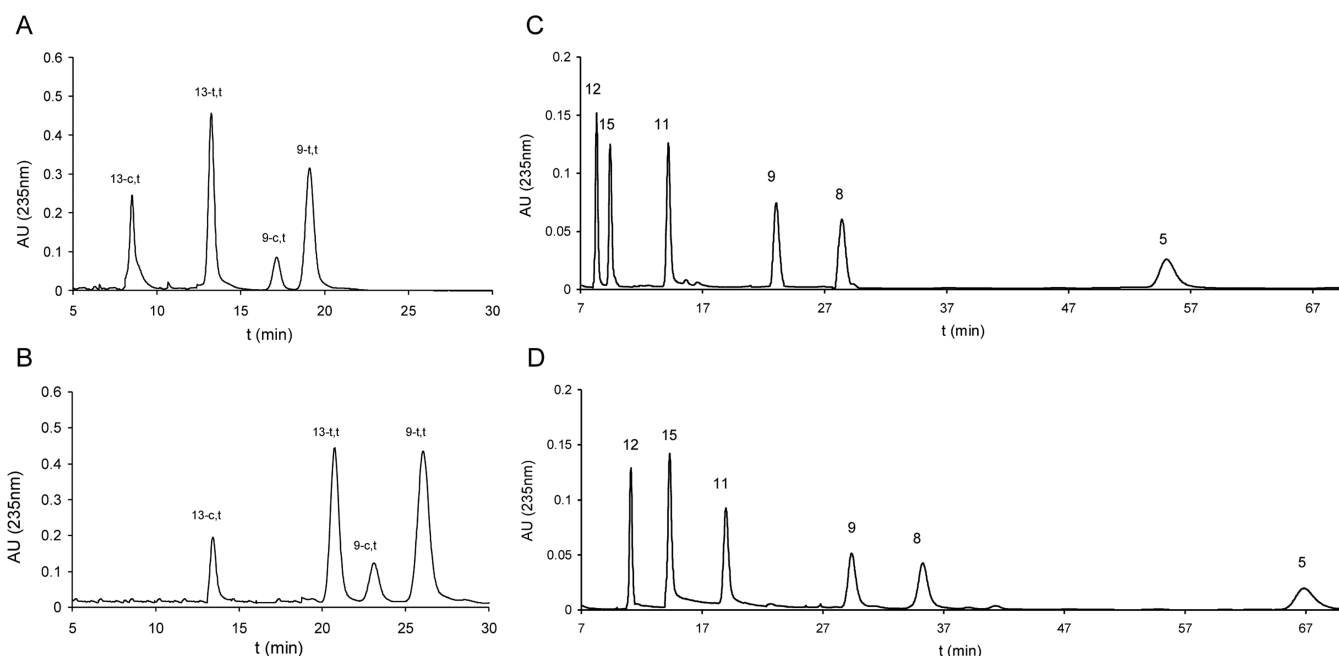 A
0.6
0.5
0.4
0.3
0.2
0.1
0
AU (235nm)
13-c,t
13-t,t
9-c,t
9-t,t
5 10 15 20 25 30
t (min)
B
0.6
0.5
0.4
0.3
0.2
0.1
0
AU (235nm)
13-c,t
13-t,t
9-c,t
9-t,t
5 10 15 20 25 30
t (min)
C
0.2
0.15
0.1
0.05
0
AU (235nm)
12
15
11
9
8
5
7 17 27 37 47 57 67
t (min)
D
0.2
0.15
0.1
0.05
0
AU (235nm)
12
15
11
9
8
5
7 17 27 37 47 57 67
t (min)